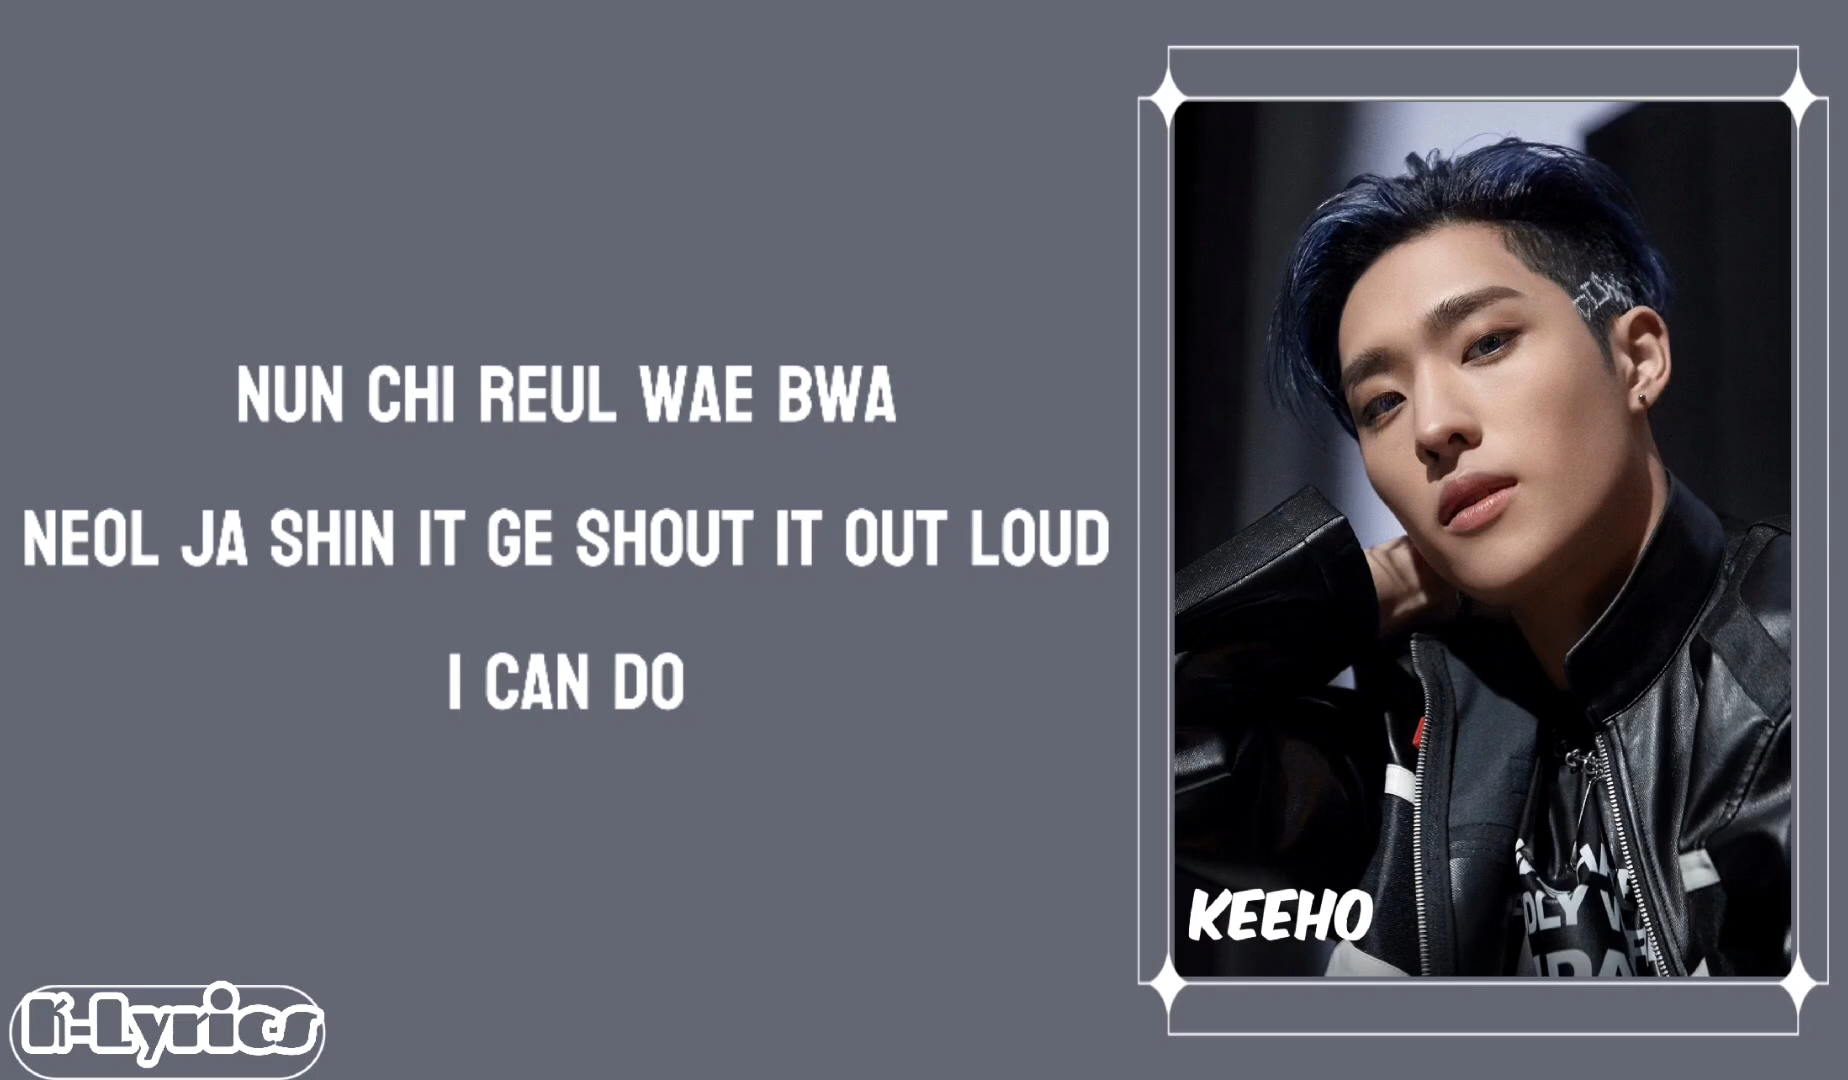 NUN CHI REUL WAE BWA
NEOL JA SHIN IT GE SHOUT IT OUT LOUD
I CAN DO
KEEHO
K-Lyrics